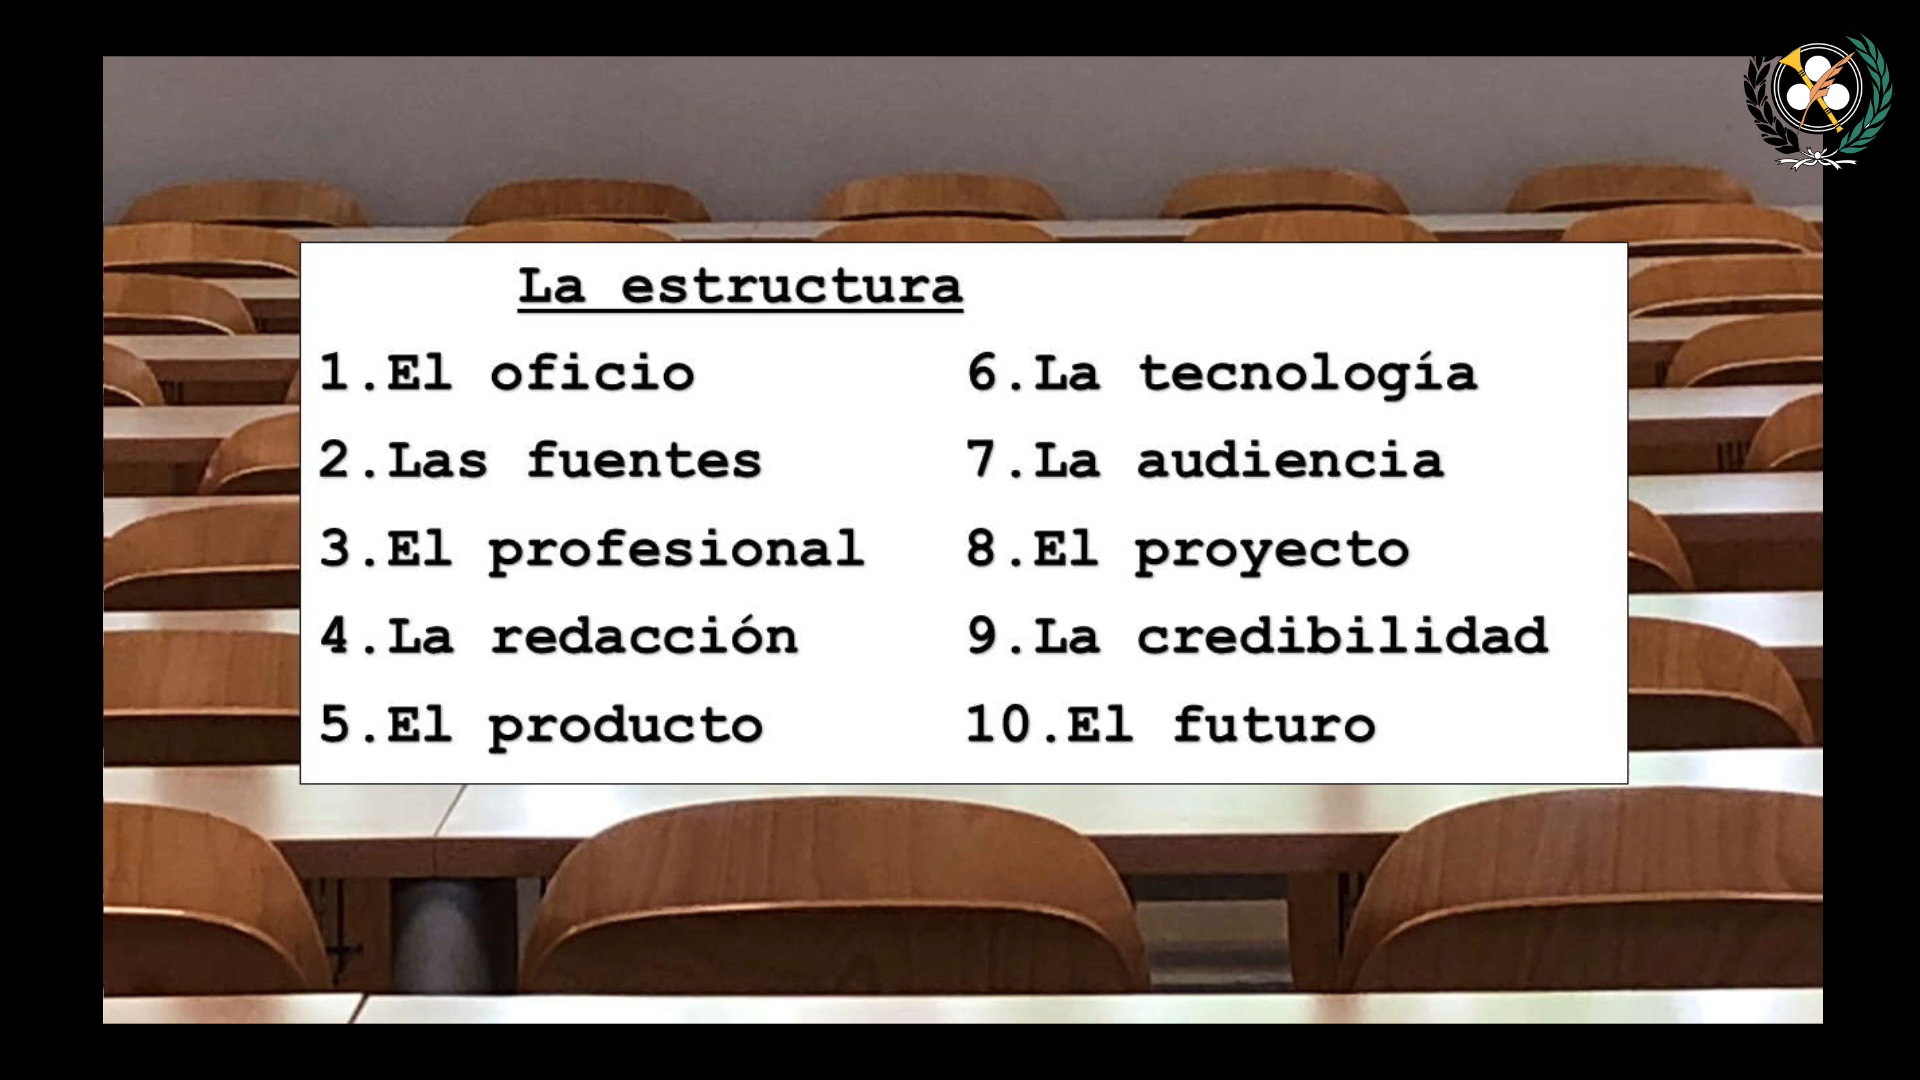 La estructura
1.El oficio
2.Las fuentes
3.El profesional
4.La redacción
5.El producto
6.La tecnología
7.La audiencia
8.El proyecto
9.La credibilidad
10.El futuro